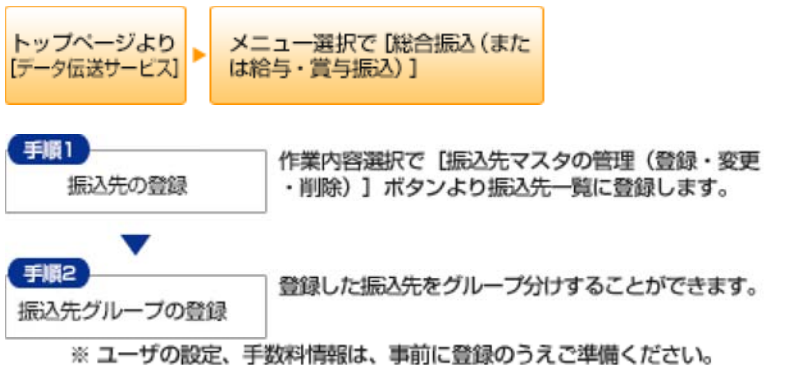 トップページより
[データ伝送サービス]
メニュー選択で [総合振込（また
は給与・賞与振込）]
手順1
振込先の登録
作業内容選択で［振込先マスタの管理（登録・変更
・削除）］ボタンより振込先一覧に登録します。
手順2
振込先グループの登録
登録した振込先をグループ分けすることができます。
※ ユーザの設定、手数料情報は、事前に登録のうえご準備ください。